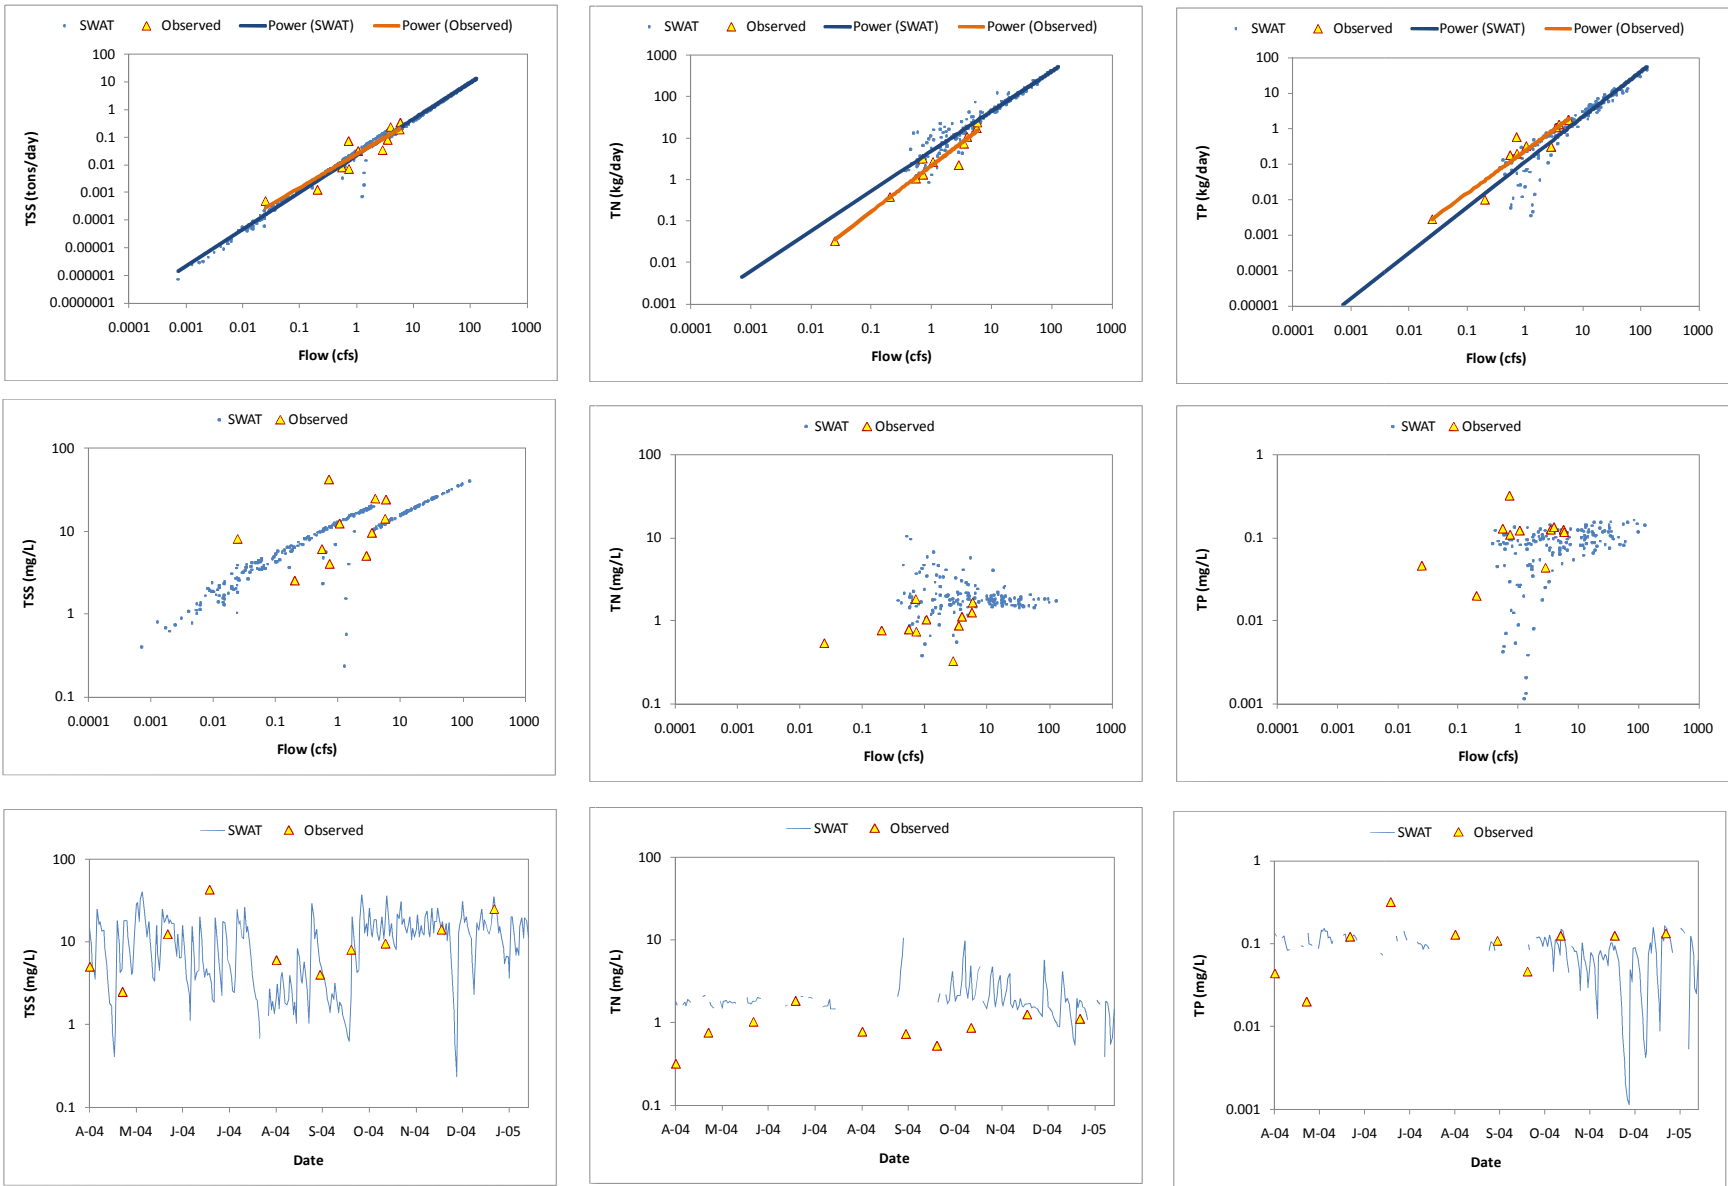 SWAT Observed Power (SWAT) Power (Observed)
100
10
1
0.1
0.01
0.001
0.0001
0.00001
0.000001
0.0000001
TSS (tons/day)
0.0001 0.001 0.01 0.1 1 10 100 1000
Flow (cfs)
SWAT Observed Power (SWAT) Power (Observed)
1000
100
10
1
0.1
0.01
0.001
TN (kg/day)
0.0001 0.001 0.01 0.1 1 10 100 1000
Flow (cfs)
SWAT Observed Power (SWAT) Power (Observed)
100
10
1
0.1
0.01
0.001
0.0001
0.00001
TP (kg/day)
0.0001 0.001 0.01 0.1 1 10 100 1000
Flow (cfs)
SWAT Observed
100
10
1
0.1
TSS (mg/L)
0.0001 0.001 0.01 0.1 1 10 100 1000
Flow (cfs)
SWAT Observed
100
10
1
0.1
TN (mg/L)
0.0001 0.001 0.01 0.1 1 10 100 1000
Flow (cfs)
SWAT Observed
1
0.1
0.01
0.001
TP (mg/L)
0.0001 0.001 0.01 0.1 1 10 100 1000
Flow (cfs)
SWAT Observed
100
10
1
0.1
TSS (mg/L)
A-04 M-04 J-04 J-04 A-04 S-04 O-04 N-04 D-04 J-05
Date
SWAT Observed
100
10
1
0.1
TN (mg/L)
A-04 M-04 J-04 J-04 A-04 S-04 O-04 N-04 D-04 J-05
Date
SWAT Observed
1
0.1
0.01
0.001
TP (mg/L)
A-04 M-04 J-04 J-04 A-04 S-04 O-04 N-04 D-04 J-05
Date